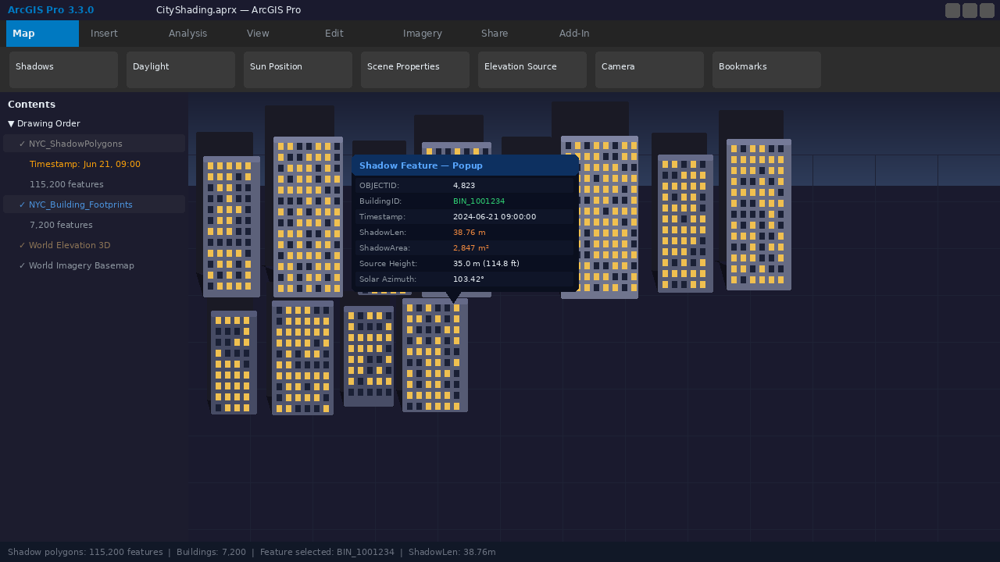 ArcGIS Pro 3.3.0 CityShading.aprx — ArcGIS Pro
Map Insert Analysis View Edit Imagery Share Add-In
Shadows Daylight Sun Position Scene Properties Elevation Source Camera Bookmarks
Contents
▼ Drawing Order
✓ NYC_ShadowPolygons
Timestamp: Jun 21, 09:00
115,200 features
✓ NYC_Building_Footprints
7,200 features
✓ World Elevation 3D
✓ World Imagery Basemap
Shadow Feature — Popup
OBJECTID: 4,823
BuildingID: BIN_1001234
Timestamp: 2024-06-21 09:00:00
ShadowLen: 38.76 m
ShadowArea: 2,847 m²
Source Height: 35.0 m (114.8 ft)
Solar Azimuth: 103.42°
Shadow polygons: 115,200 features | Buildings: 7,200 | Feature selected: BIN_1001234 | ShadowLen: 38.76m